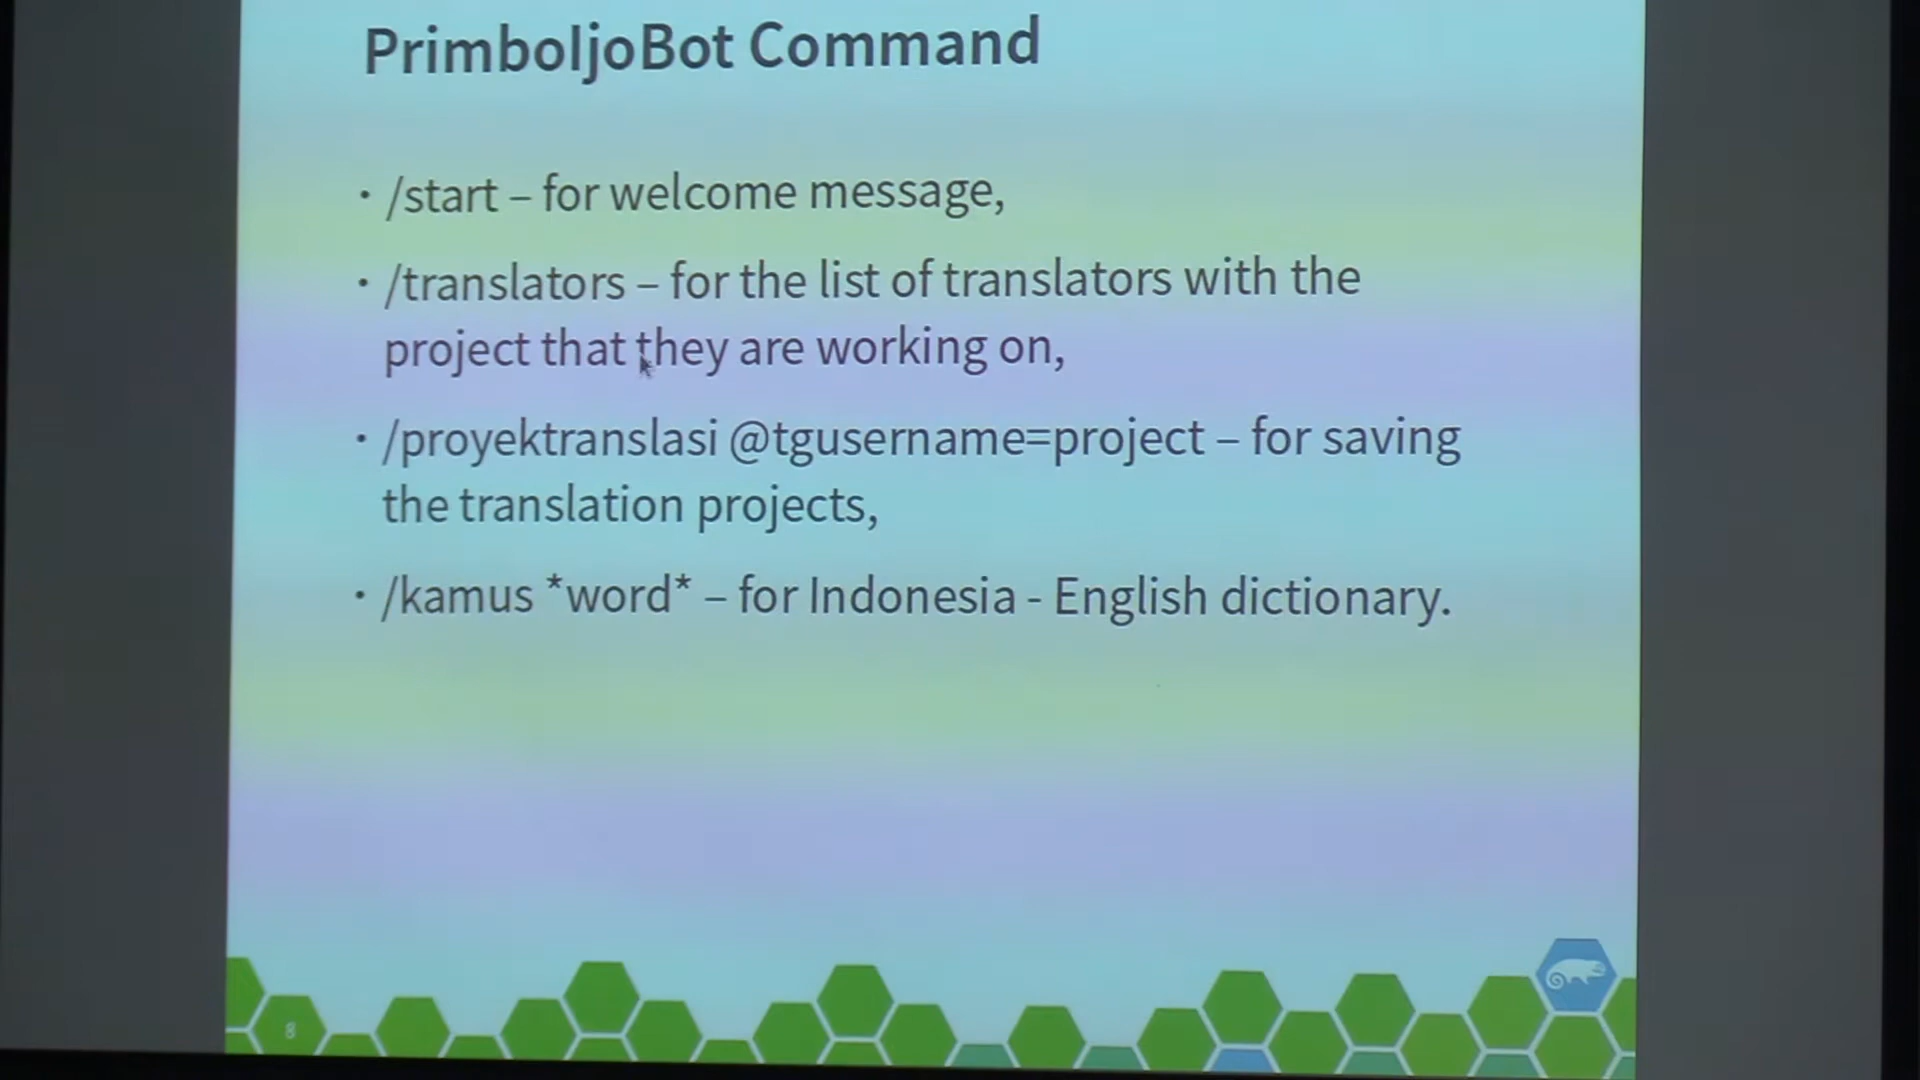 PrimboljoBot Command
• /start – for welcome message,
• /translators – for the list of translators with the
project that they are working on,
• /proyektranslasi @tgusername=project – for saving
the translation projects,
• /kamus *word* – for Indonesia - English dictionary.
8